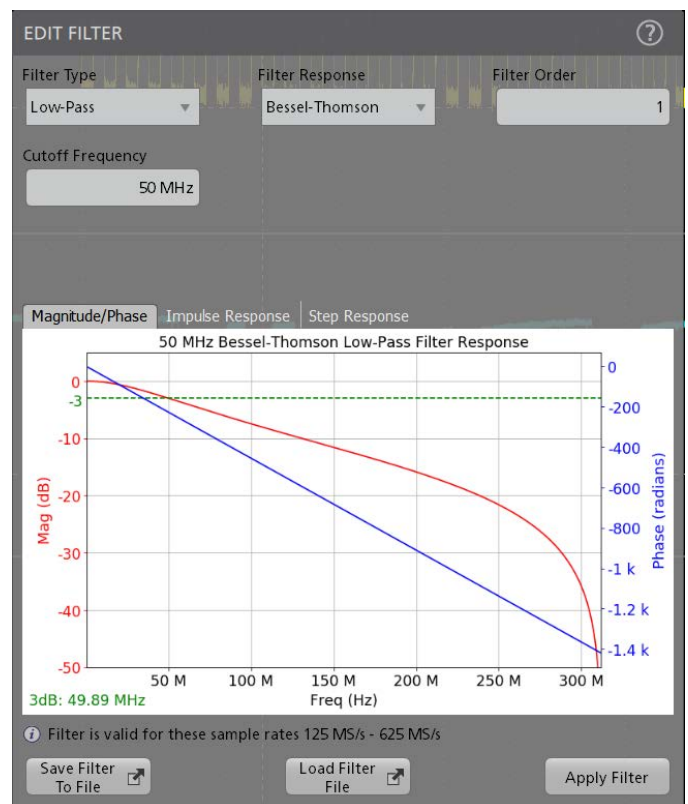 EDIT FILTER
?
Filter Type Filter Response Filter Order
Low-Pass Bessel-Thomson 1
Cutoff Frequency
50 MHz
Magnitude/Phase Impulse Response Step Response
50 MHz Bessel-Thomson Low-Pass Filter Response
0
-3
-10
-20
-30
-40
-50
Mag (dB)
0
-200
-400
-600
-800
-1 k
-1.2 k
-1.4 k
Phase (radians)
50 M 100 M 150 M 200 M 250 M 300 M
3dB: 49.89 MHz Freq (Hz)
i Filter is valid for these sample rates 125 MS/s - 625 MS/s
Save Filter
To File
Load Filter
File
Apply Filter